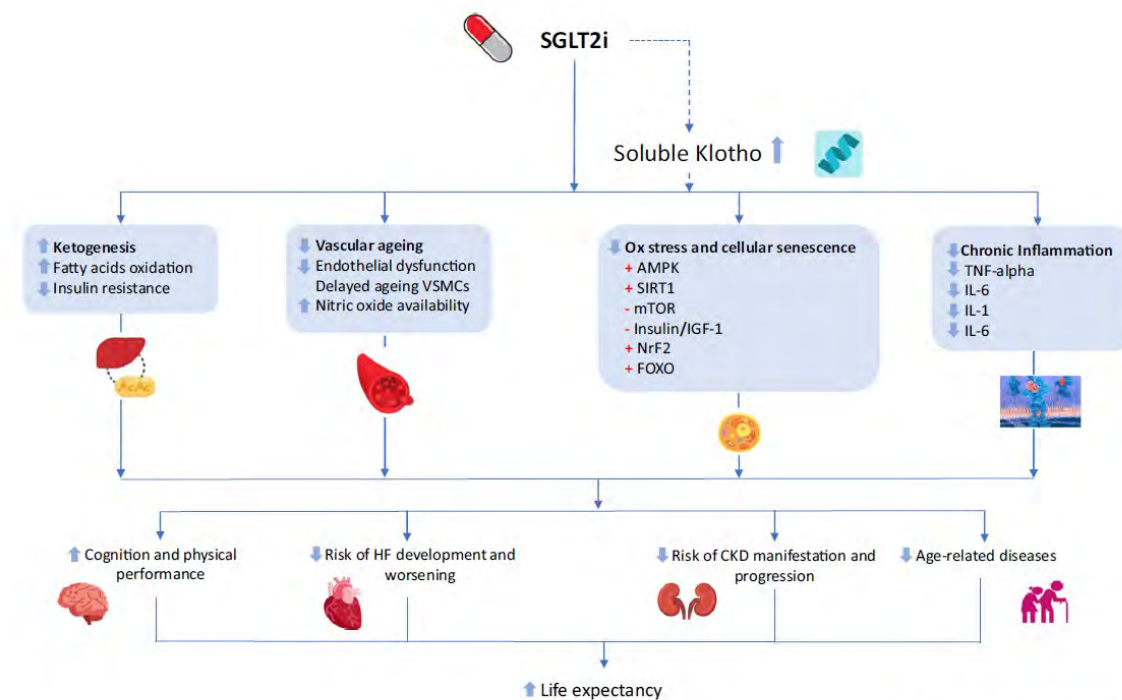 SGLT2i
Soluble Klotho
Ketogenesis
Fatty acids oxidation
Insulin resistance
Vascular ageing
Endothelial dysfunction
Delayed ageing VSMCs
Nitric oxide availability
Ox stress and cellular senescence
+ AMPK
+ SIRT1
- mTOR
- Insulin/IGF-1
+ NrF2
+ FOXO
Chronic Inflammation
TNF-alpha
IL-6
IL-1
IL-6
AcAc
Cognition and physical
performance
Risk of HF development and
worsening
Risk of CKD manifestation and
progression
Age-related diseases
Life expectancy